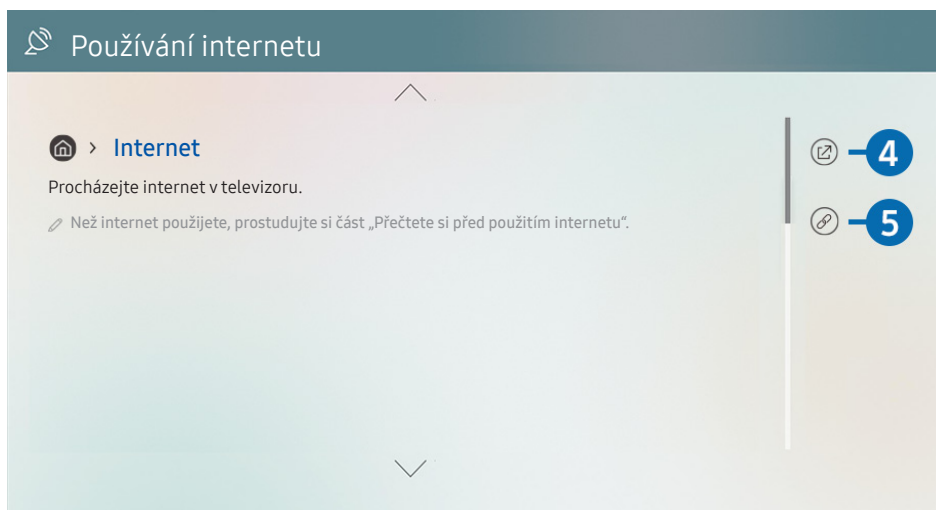 Používání internetu
> Internet
Procházejte internet v televizoru.
Než internet použijete, prostudujte si část „Přečtete si před použitím internetu“.
4
5